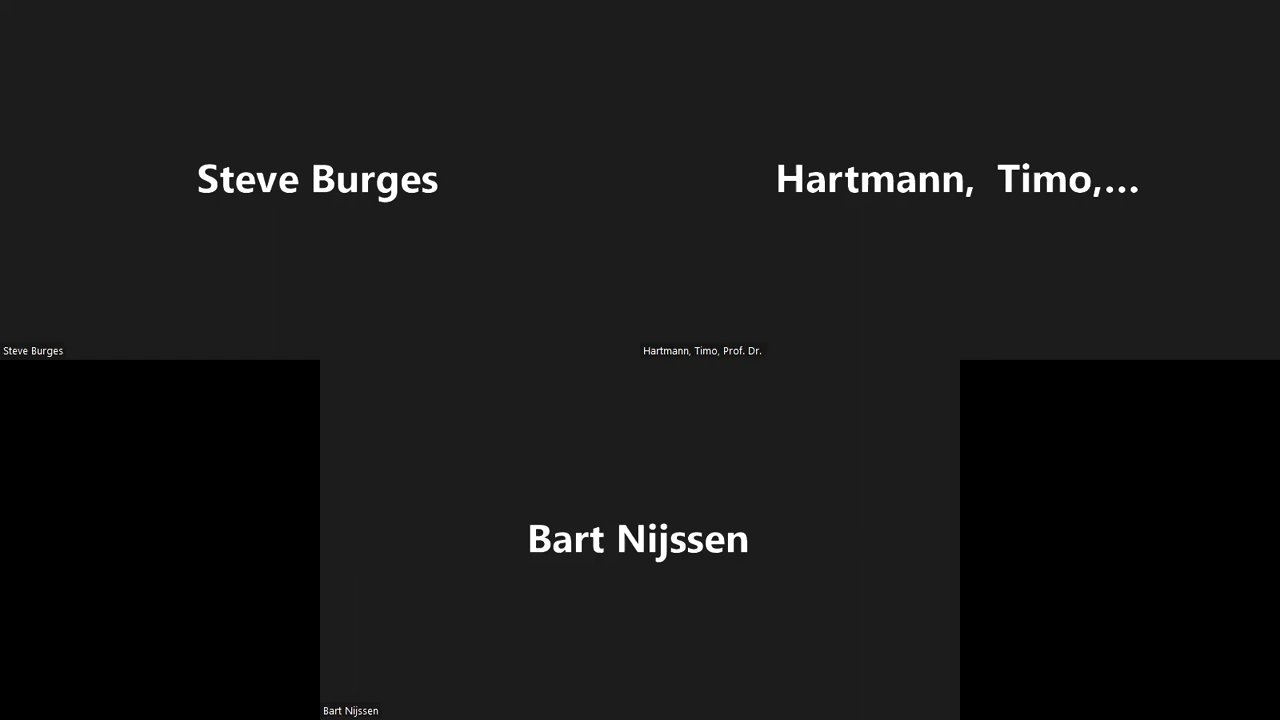 Steve Burges
Hartmann, Timo,...
Steve Burges
Hartmann, Timo, Prof. Dr.
Bart Nijssen
Bart Nijssen